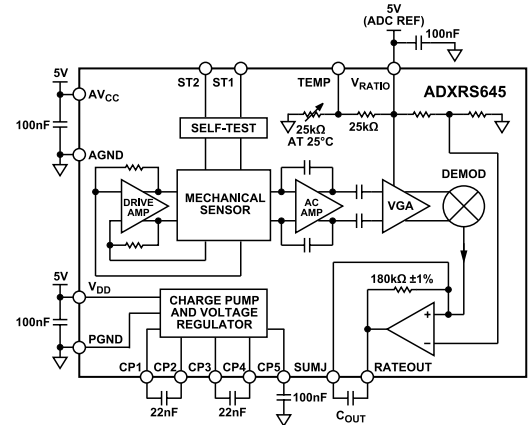 5V
(ADC REF)
100nF
5V
ST2 ST1 TEMP VRATIO
ADXRS645
AVCC
100nF
25kΩ
AT 25°C
25kΩ
SELF-TEST
AGND
DEMOD
DRIVE
AMP
MECHANICAL
SENSOR
AC
AMP
VGA
5V
VDD
180kΩ ±1%
100nF
CHARGE PUMP
AND VOLTAGE
REGULATOR
+
–
PGND
CP1 CP2 CP3 CP4 CP5 SUMJ RATEOUT
22nF 22nF 100nF
COUT